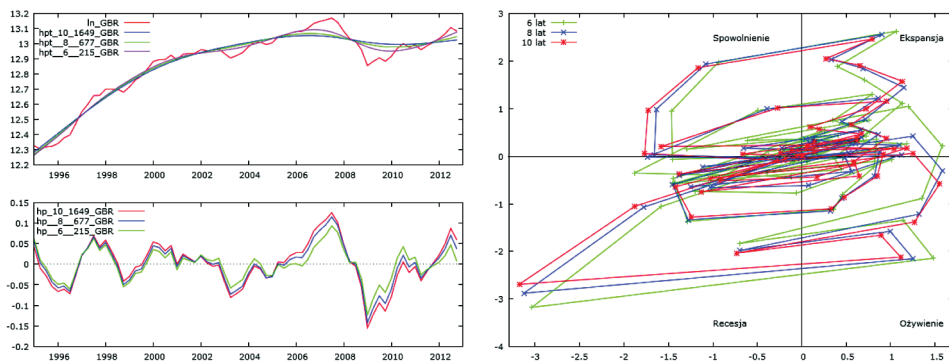 13.2
13.1
13
12.9
12.8
12.7
12.6
12.5
12.4
12.3
12.2
ln_GBR
hpt_10_1649_GBR
hpt__8__677_GBR
hpt__6__215_GBR
1996 1998 2000 2002 2004 2006 2008 2010 2012
0.15
0.1
0.05
0
-0.05
-0.1
-0.15
-0.2
hp_10_1649_GBR
hp__8__677_GBR
hp__6__215_GBR
1996 1998 2000 2002 2004 2006 2008 2010 2012
3
2
1
0
-1
-2
-3
-4
6 lat
8 lat
10 lat
Spowolnienie
Ekspansja
Recesja
Ożywienie
-3 -2.5 -2 -1.5 -1 -0.5 0 0.5 1 1.5